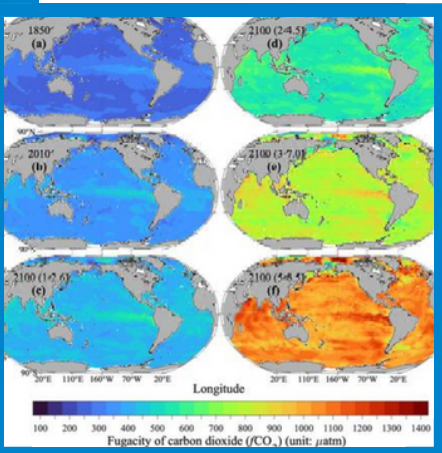 1850
(a)
2010
(b)
2100 (1-2.6)
(c)
2100 (2-4.5)
(d)
2100 (3-7.0)
(e)
2100 (5-8.5)
(f)
90°N
90°S
20°E 110°E 160°W 70°W 20°E
20°E 110°E 160°W 70°W 20°E
Longitude
100 200 300 400 500 600 700 800 900 1000 1100 1200 1300 1400
Fugacity of carbon dioxide (fCO₂) (unit: μatm)